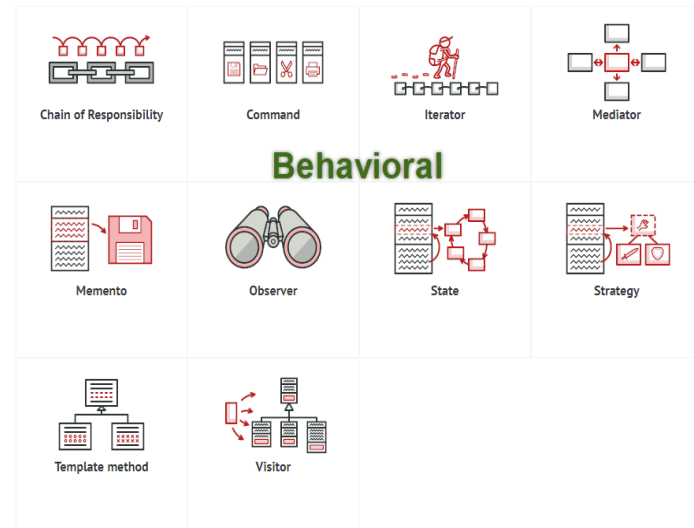 Chain of Responsibility
Command
Iterator
Mediator
Behavioral
Memento
Observer
State
Strategy
Template method
Visitor